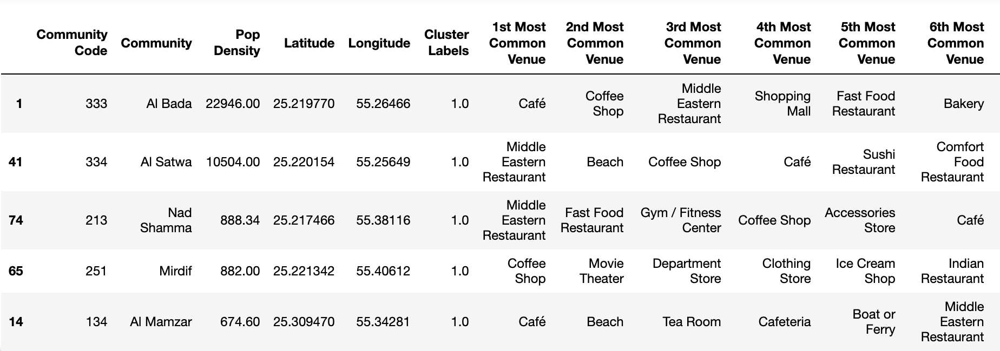 Community Code Community Pop Density Latitude Longitude Cluster Labels 1st Most Common Venue 2nd Most Common Venue 3rd Most Common Venue 4th Most Common Venue 5th Most Common Venue 6th Most Common Venue
1 333 Al Bada 22946.00 25.219770 55.26466 1.0 Café Coffee Shop Middle Eastern Restaurant Shopping Mall Fast Food Restaurant Bakery
41 334 Al Satwa 10504.00 25.220154 55.25649 1.0 Middle Eastern Restaurant Beach Coffee Shop Café Sushi Restaurant Comfort Food Restaurant
74 213 Nad Shamma 888.34 25.217466 55.38116 1.0 Middle Eastern Restaurant Fast Food Restaurant Gym / Fitness Center Coffee Shop Accessories Store Café
65 251 Mirdif 882.00 25.221342 55.40612 1.0 Coffee Shop Movie Theater Department Store Clothing Store Ice Cream Shop Indian Restaurant
14 134 Al Mamzar 674.60 25.309470 55.34281 1.0 Café Beach Tea Room Cafeteria Boat or Ferry Middle Eastern Restaurant